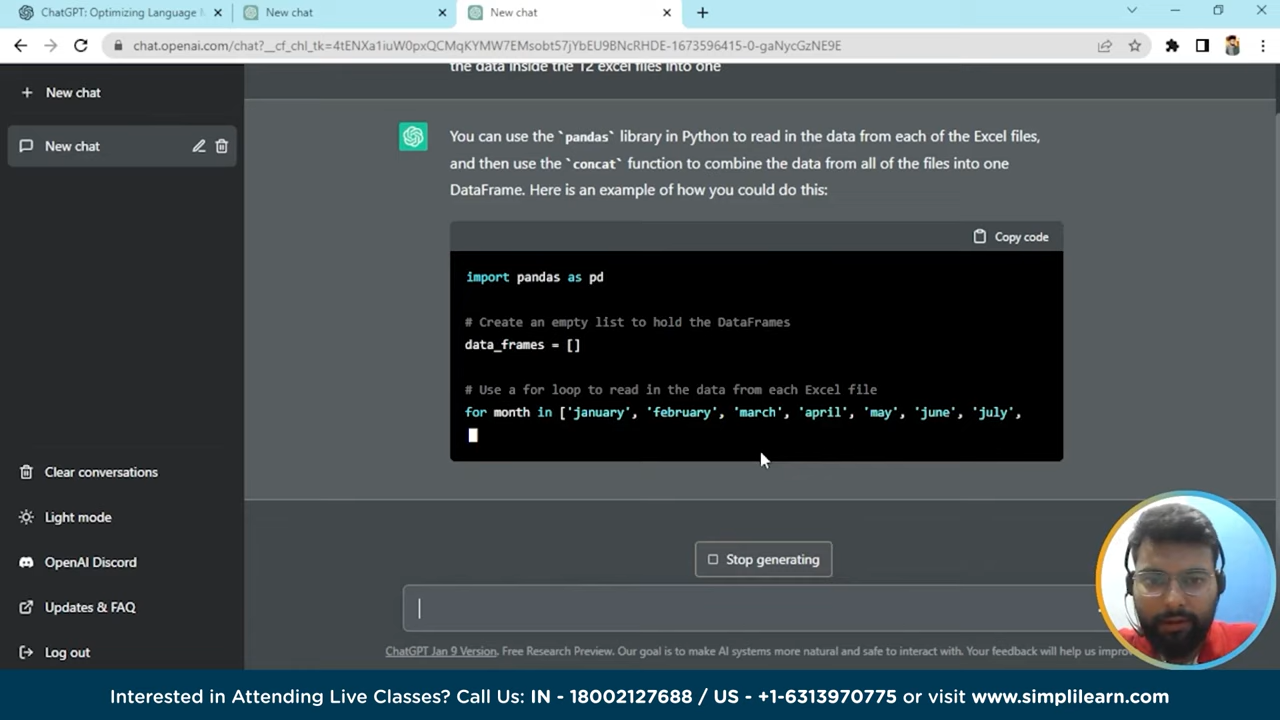 ChatGPT: Optimizing Language
New chat
New chat
chat.openai.com/chat?__cf_chl_tk=4tENXa1iuW0pxQCMqKYMW7EMsobt57jYbEU9BNcRHDE-1673596415-0-gaNycGzNE9E
the data inside the 12 excel files into one
New chat
New chat
You can use the `pandas` library in Python to read in the data from each of the Excel files,
and then use the `concat` function to combine the data from all of the files into one
DataFrame. Here is an example of how you could do this:
Copy code
import pandas as pd
# Create an empty list to hold the DataFrames
data_frames = []
# Use a for loop to read in the data from each Excel file
for month in ['january', 'february', 'march', 'april', 'may', 'june', 'july',
Clear conversations
Light mode
OpenAI Discord
Updates & FAQ
Log out
Stop generating
ChatGPT Jan 9 Version. Free Research Preview. Our goal is to make AI systems more natural and safe to interact with. Your feedback will help us
Interested in Attending Live Classes? Call Us: IN - 18002127688 / US - +1-6313970775 or visit www.simplilearn.com